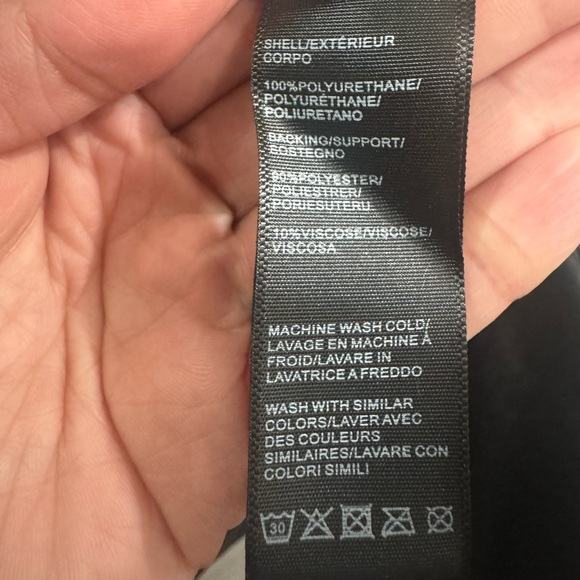 SHELL/EXTÉRIEUR
CORPO
100%POLYURETHANE/
POLYURÉTHANE/
POLIURETANO
BACKING/SUPPORT/
SOSTEGNO
90%POLYESTER/
POLIESTRER/
PORIESUTERU
10%VISCOSE/VISCOSE/
VISCOSA
MACHINE WASH COLD/
LAVAGE EN MACHINE À
FROID/LAVARE IN
LAVATRICE A FREDDO
WASH WITH SIMILAR
COLORS/LAVER AVEC
DES COULEURS
SIMILAIRES/LAVARE CON
COLORI SIMILI
30